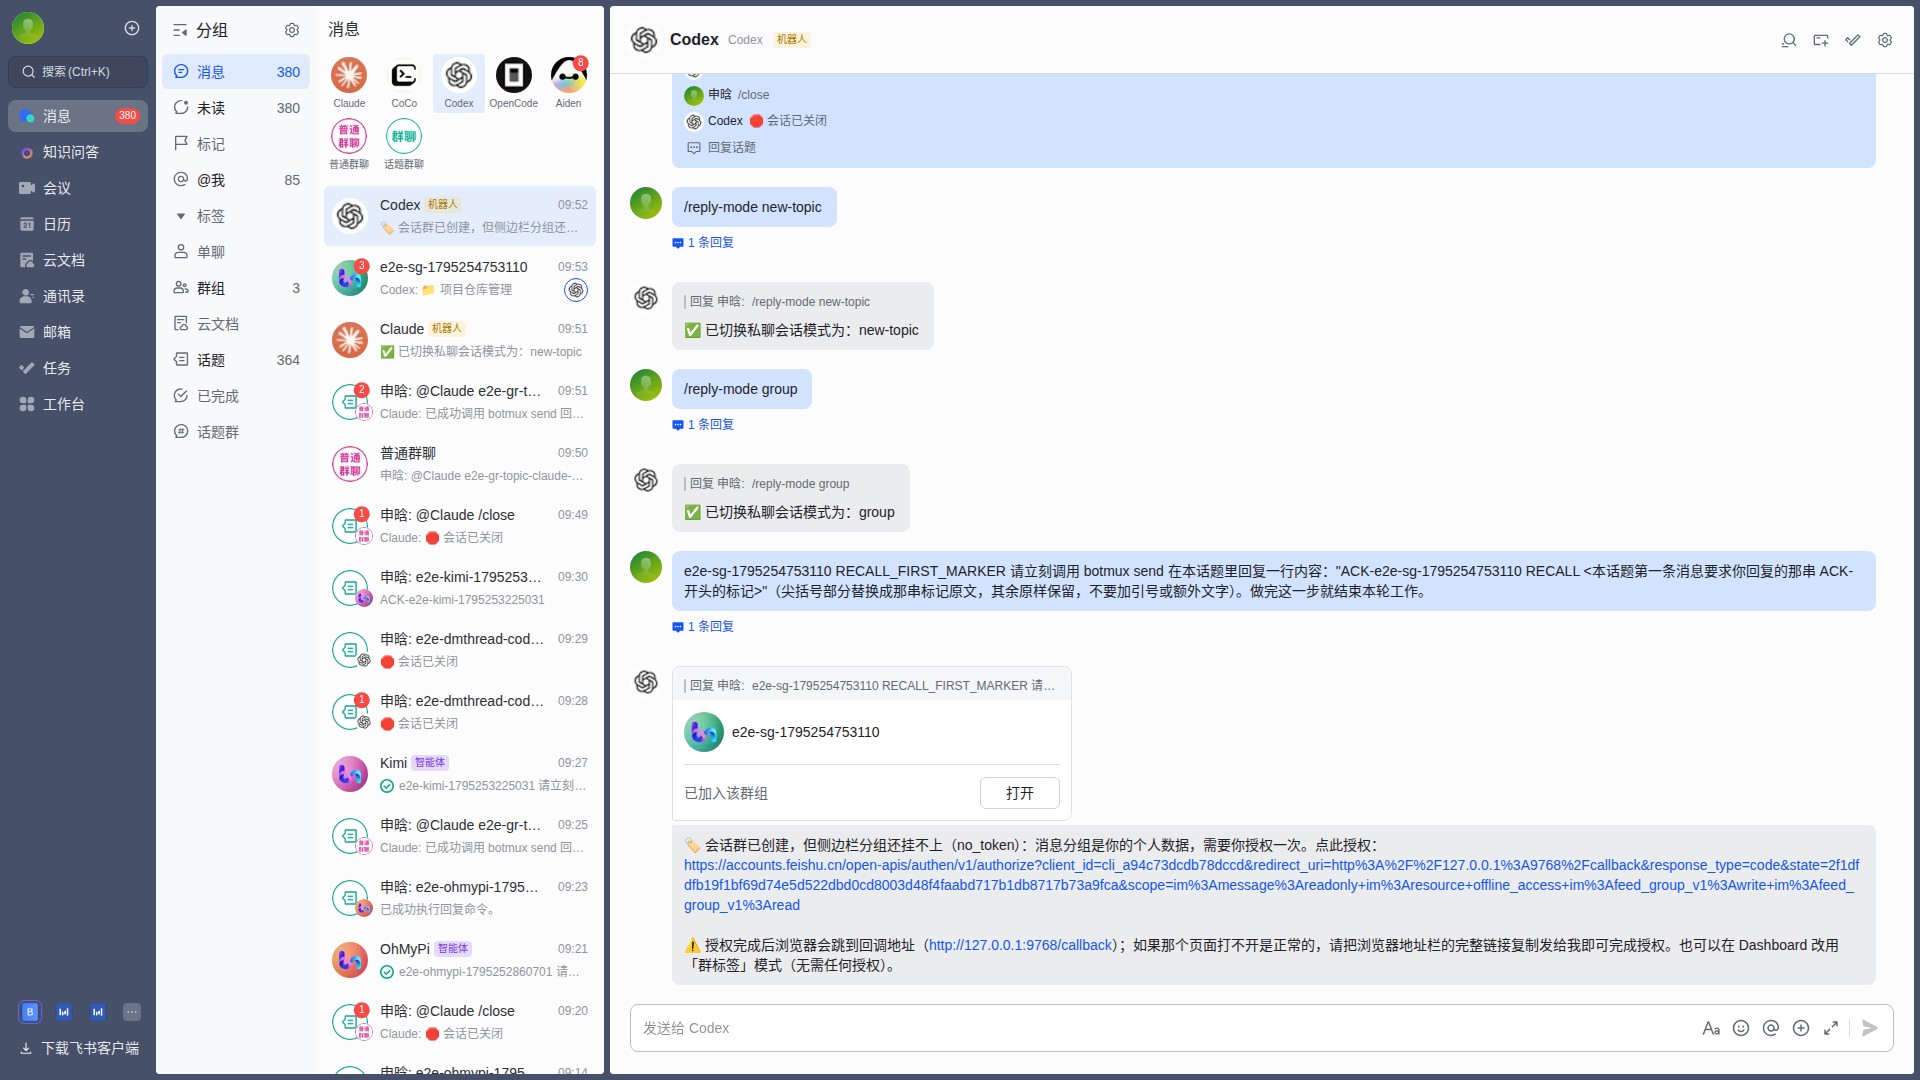 搜索 (Ctrl+K)
消息 380
知识问答
会议
日历
云文档
通讯录
邮箱
任务
工作台
下载飞书客户端
分组
消息 380
未读 380
标记
@我 85
标签
单聊
群组 3
云文档
话题 364
已完成
话题群
消息
Claude
CoCo
Codex
OpenCode
8
Aiden
普通群聊
普通群聊
群聊
话题群聊
Codex 机器人 09:52
🏷️ 会话群已创建，但侧边栏分组还…
3
e2e-sg-1795254753110 09:53
Codex: 📁 项目仓库管理
Claude 机器人 09:51
✅ 已切换私聊会话模式为：new-topic
2
申晗: @Claude e2e-gr-t… 09:51
Claude: 已成功调用 botmux send 回…
普通群聊
普通群聊 09:50
申晗: @Claude e2e-gr-topic-claude-…
1
申晗: @Claude /close 09:49
Claude: 🛑 会话已关闭
申晗: e2e-kimi-1795253… 09:30
ACK-e2e-kimi-1795253225031
申晗: e2e-dmthread-cod… 09:29
🛑 会话已关闭
1
申晗: e2e-dmthread-cod… 09:28
🛑 会话已关闭
Kimi 智能体 09:27
e2e-kimi-1795253225031 请立刻…
申晗: @Claude e2e-gr-t… 09:25
Claude: 已成功调用 botmux send 回…
申晗: e2e-ohmypi-1795… 09:23
已成功执行回复命令。
OhMyPi 智能体 09:21
e2e-ohmypi-1795252860701 请…
1
申晗: @Claude /close 09:20
Claude: 🛑 会话已关闭
申晗: e2e-ohmypi-1795… 09:14
Codex Codex 机器人
申晗 /close
Codex 🛑 会话已关闭
回复话题
/reply-mode new-topic
1 条回复
回复 申晗: /reply-mode new-topic
✅ 已切换私聊会话模式为：new-topic
/reply-mode group
1 条回复
回复 申晗: /reply-mode group
✅ 已切换私聊会话模式为：group
e2e-sg-1795254753110 RECALL_FIRST_MARKER 请立刻调用 botmux send 在本话题里回复一行内容："ACK-e2e-sg-1795254753110 RECALL <本话题第一条消息要求你回复的那串 ACK-
开头的标记>"（尖括号部分替换成那串标记原文，其余原样保留，不要加引号或额外文字）。做完这一步就结束本轮工作。
1 条回复
回复 申晗: e2e-sg-1795254753110 RECALL_FIRST_MARKER 请…
e2e-sg-1795254753110
已加入该群组 打开
🏷️ 会话群已创建，但侧边栏分组还挂不上（no_token）：消息分组是你的个人数据，需要你授权一次。点此授权：
https://accounts.feishu.cn/open-apis/authen/v1/authorize?client_id=cli_a94c73dcdb78dccd&redirect_uri=http%3A%2F%2F127.0.0.1%3A9768%2Fcallback&response_type=code&state=2f1df
dfb19f1bf69d74e5d522dbd0cd8003d48f4faabd717b1db8717b73a9fca&scope=im%3Amessage%3Areadonly+im%3Aresource+offline_access+im%3Afeed_group_v1%3Awrite+im%3Afeed_
group_v1%3Aread
⚠️ 授权完成后浏览器会跳到回调地址（http://127.0.0.1:9768/callback）；如果那个页面打不开是正常的，请把浏览器地址栏的完整链接复制发给我即可完成授权。也可以在 Dashboard 改用
「群标签」模式（无需任何授权）。
发送给 Codex